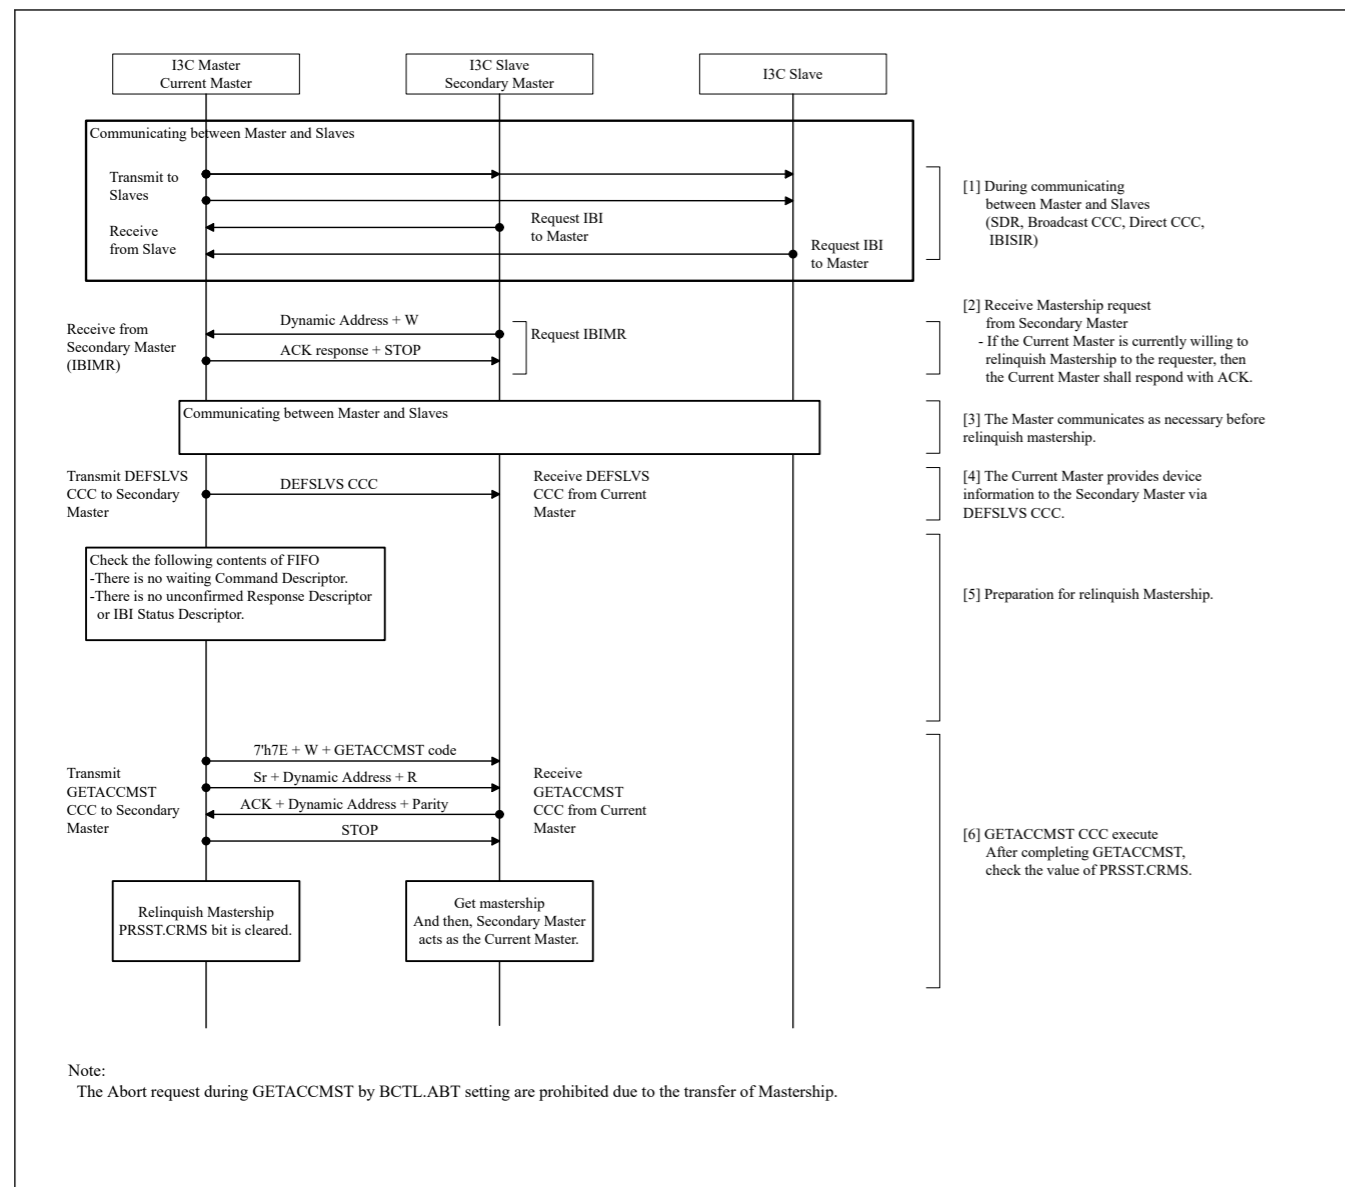 I3C Master
Current Master
I3C Slave
Secondary Master
I3C Slave
Communicating between Master and Slaves
Transmit to
Slaves
Receive
from Slave
Request IBI
to Master
Request IBI
to Master
[1] During communicating
between Master and Slaves
(SDR, Broadcast CCC, Direct CCC,
IBISIR)
Receive from
Secondary Master
(IBIMR)
Dynamic Address + W
ACK response + STOP
Request IBIMR
[2] Receive Mastership request
from Secondary Master
- If the Current Master is currently willing to
relinquish Mastership to the requester, then
the Current Master shall respond with ACK.
Communicating between Master and Slaves
[3] The Master communicates as necessary before
relinquish mastership.
Transmit DEFSLVS
CCC to Secondary
Master
DEFSLVS CCC
Receive DEFSLVS
CCC from Current
Master
[4] The Current Master provides device
information to the Secondary Master via
DEFSLVS CCC.
Check the following contents of FIFO
-There is no waiting Command Descriptor.
-There is no unconfirmed Response Descriptor
or IBI Status Descriptor.
[5] Preparation for relinquish Mastership.
Transmit
GETACCMST
CCC to Secondary
Master
7'h7E + W + GETACCMST code
Sr + Dynamic Address + R
ACK + Dynamic Address + Parity
STOP
Receive
GETACCMST
CCC from Current
Master
[6] GETACCMST CCC execute
After completing GETACCMST,
check the value of PRSST.CRMS.
Relinquish Mastership
PRSST.CRMS bit is cleared.
Get mastership
And then, Secondary Master
acts as the Current Master.
Note:
The Abort request during GETACCMST by BCTL.ABT setting are prohibited due to the transfer of Mastership.